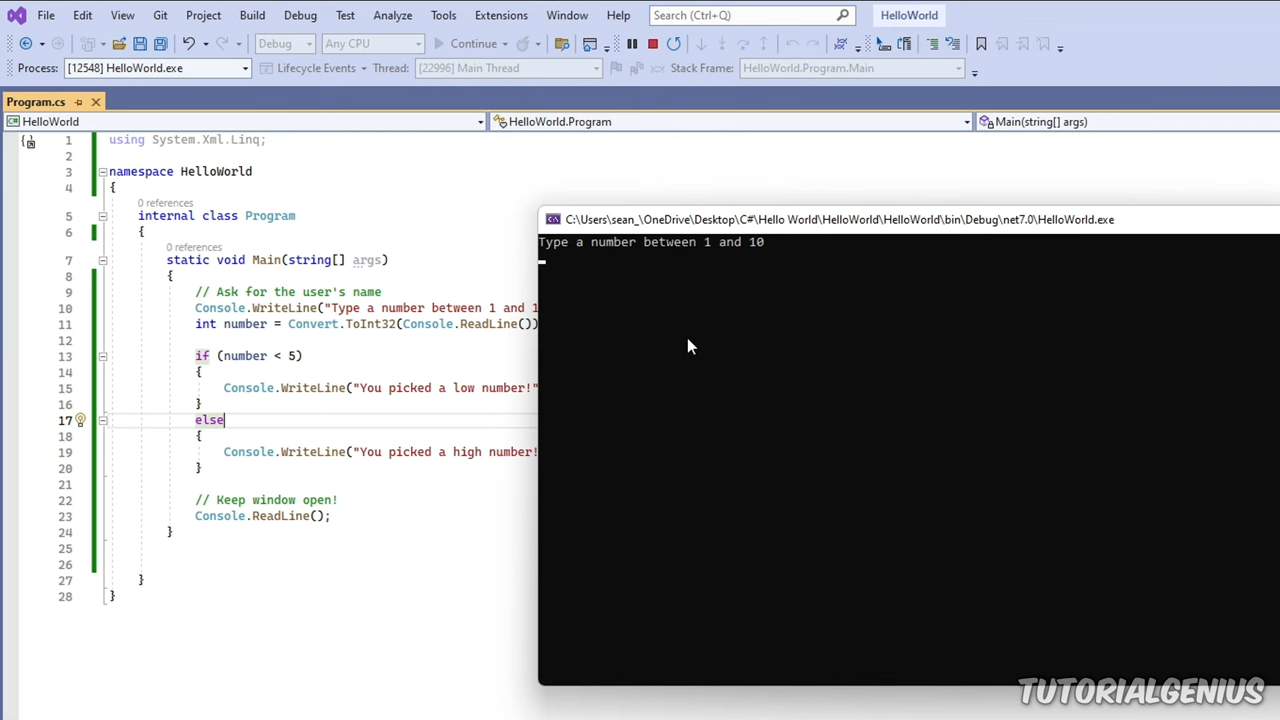 File Edit View Git Project Build Debug Test Analyze Tools Extensions Window Help Search (Ctrl+Q) HelloWorld
Debug Any CPU Continue
Process: [12548] HelloWorld.exe Lifecycle Events Thread: [22996] Main Thread Stack Frame: HelloWorld.Program.Main
Program.cs
HelloWorld HelloWorld.Program Main(string[] args)
1 using System.Xml.Linq;
2
3 namespace HelloWorld
4 {
0 references
5 internal class Program
6 {
0 references
7 static void Main(string[] args)
8 {
9 // Ask for the user's name
10 Console.WriteLine("Type a number between 1 and 1
11 int number = Convert.ToInt32(Console.ReadLine())
12
13 if (number < 5)
14 {
15 Console.WriteLine("You picked a low number!"
16 }
17 else
18 {
19 Console.WriteLine("You picked a high number!
20 }
21
22 // Keep window open!
23 Console.ReadLine();
24 }
25
26
27 }
28 }
C:\Users\sean_\OneDrive\Desktop\C#\Hello World\HelloWorld\HelloWorld\bin\Debug\net7.0\HelloWorld.exe
Type a number between 1 and 10
TUTORIALGENIUS